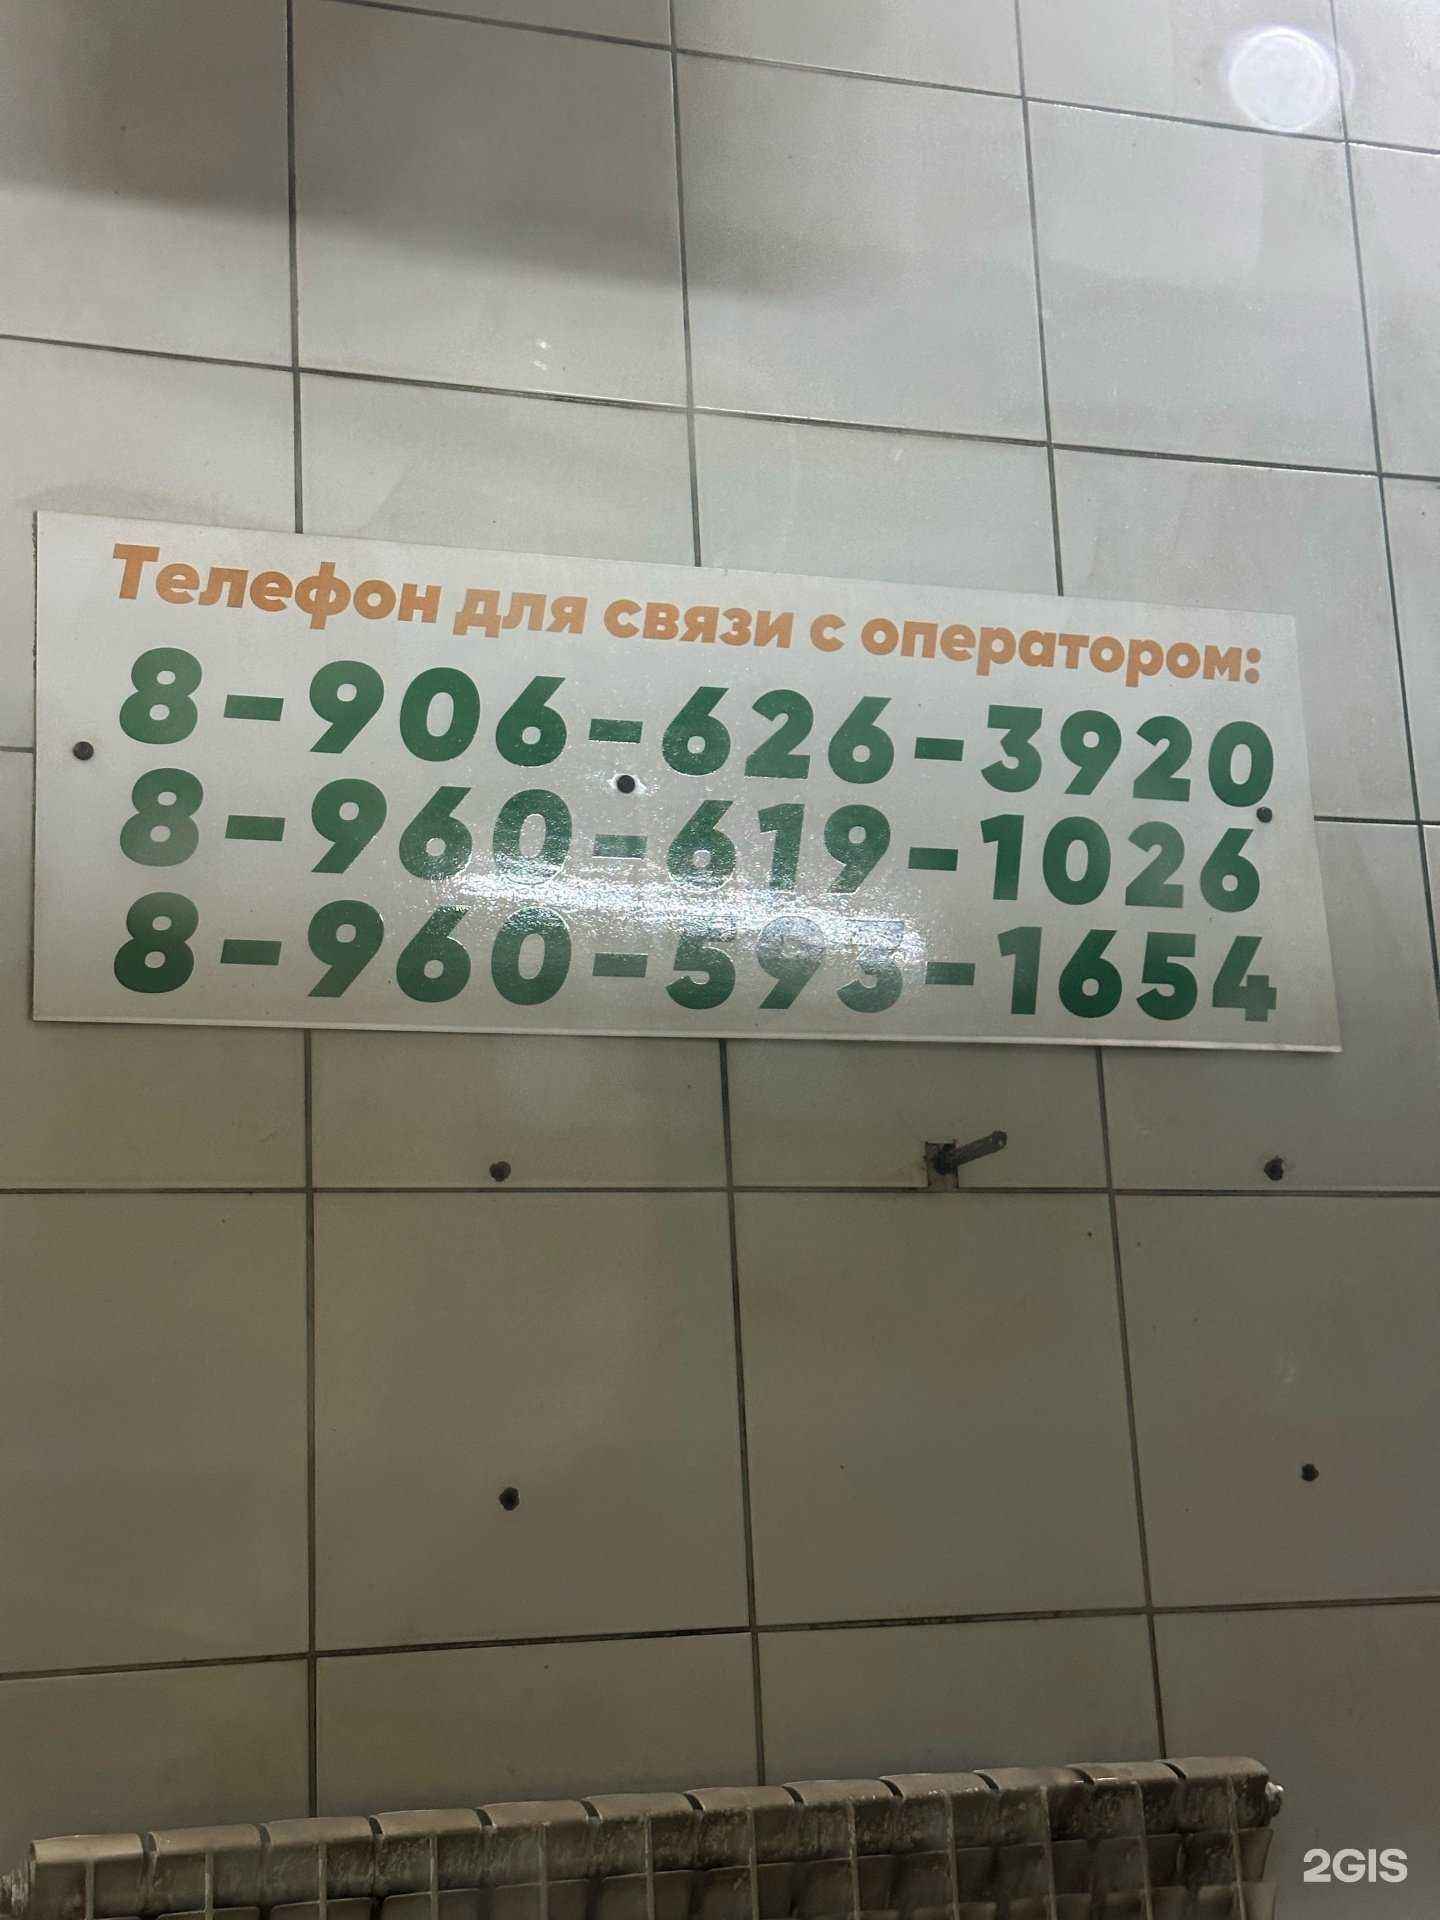 Телефон для связи с оператором:
8-906-626-3920
8-960-619-1026
8-960-593-1654
2GIS